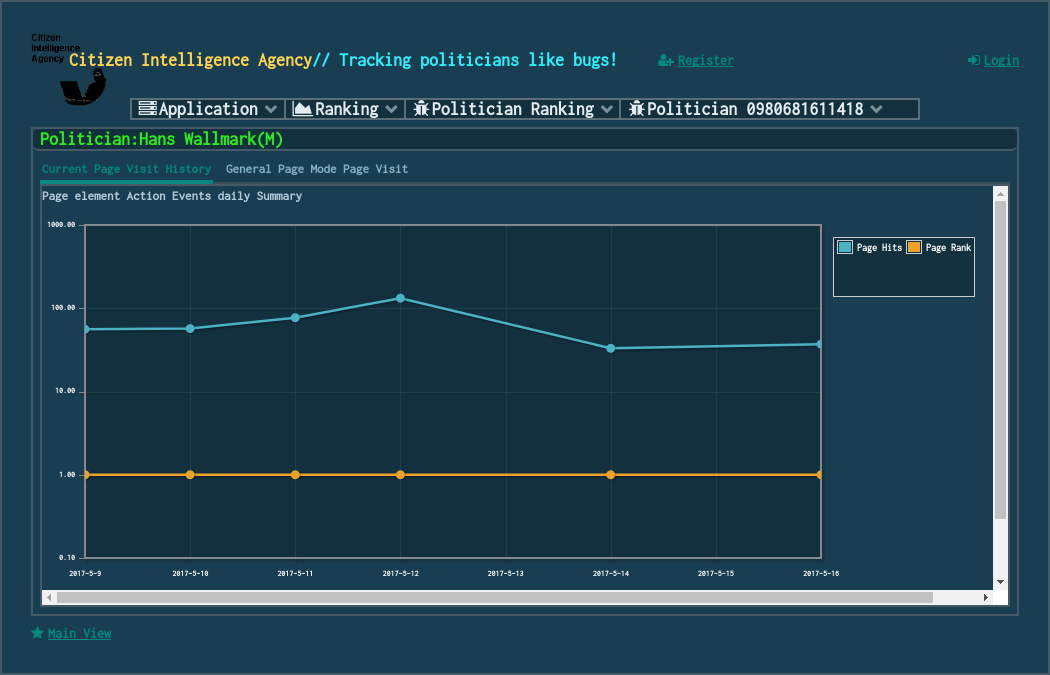 Citizen
Intelligence
Agency
Citizen Intelligence Agency// Tracking politicians like bugs!
Register
Login
Application
Ranking
Politician Ranking
Politician 0980681611418
Politician:Hans Wallmark(M)
Current Page Visit History
General Page Mode Page Visit
Page element Action Events daily Summary
1000.00
100.00
10.00
1.00
0.10
2017-5-9
2017-5-10
2017-5-11
2017-5-12
2017-5-13
2017-5-14
2017-5-15
2017-5-16
Page Hits
Page Rank
Main View